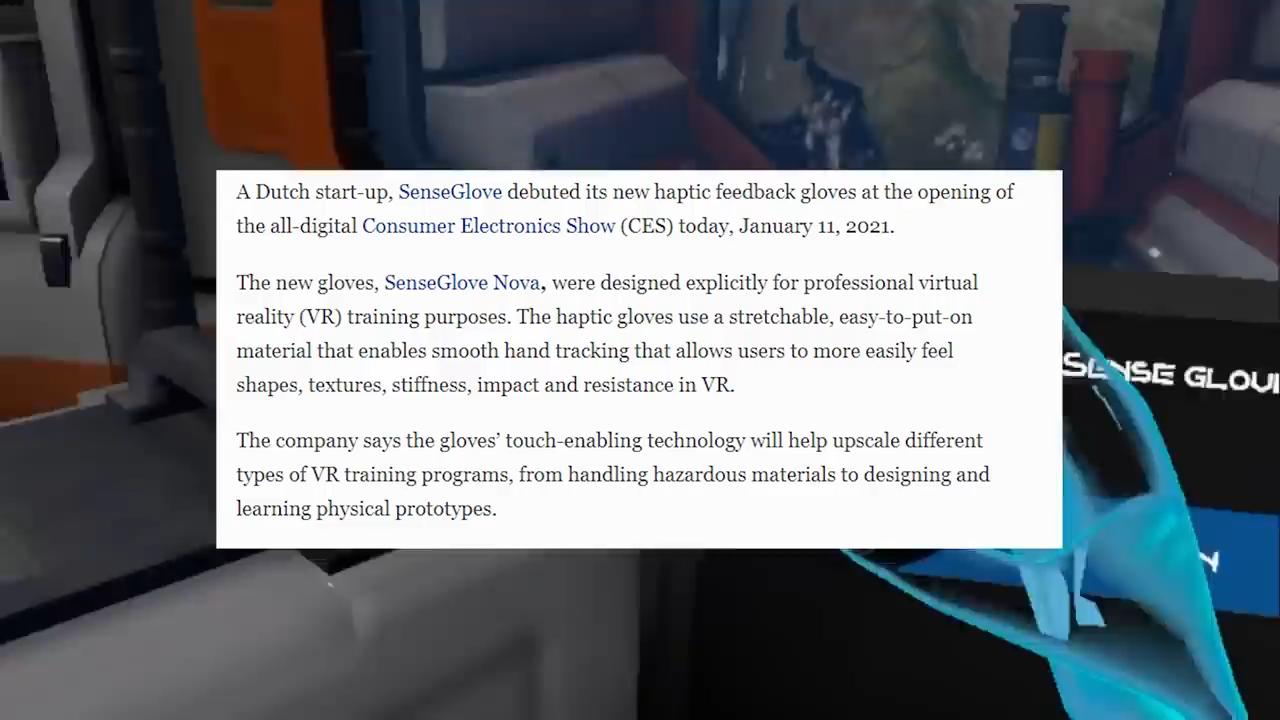 A Dutch start-up, SenseGlove debuted its new haptic feedback gloves at the opening of
the all-digital Consumer Electronics Show (CES) today, January 11, 2021.
The new gloves, SenseGlove Nova, were designed explicitly for professional virtual
reality (VR) training purposes. The haptic gloves use a stretchable, easy-to-put-on
material that enables smooth hand tracking that allows users to more easily feel
shapes, textures, stiffness, impact and resistance in VR.
The company says the gloves’ touch-enabling technology will help upscale different
types of VR training programs, from handling hazardous materials to designing and
learning physical prototypes.
SENSE